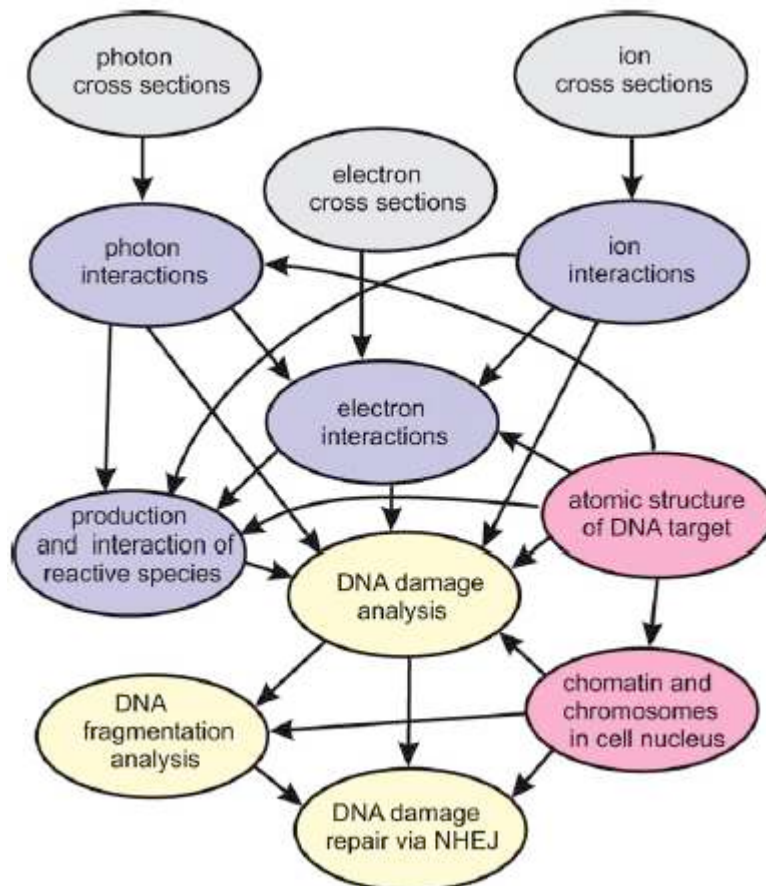 photon
cross sections
ion
cross sections
electron
cross sections
photon
interactions
ion
interactions
electron
interactions
production
and interaction of
reactive species
atomic structure
of DNA target
DNA damage
analysis
DNA
fragmentation
analysis
chomatin and
chromosomes
in cell nucleus
DNA damage
repair via NHEJ